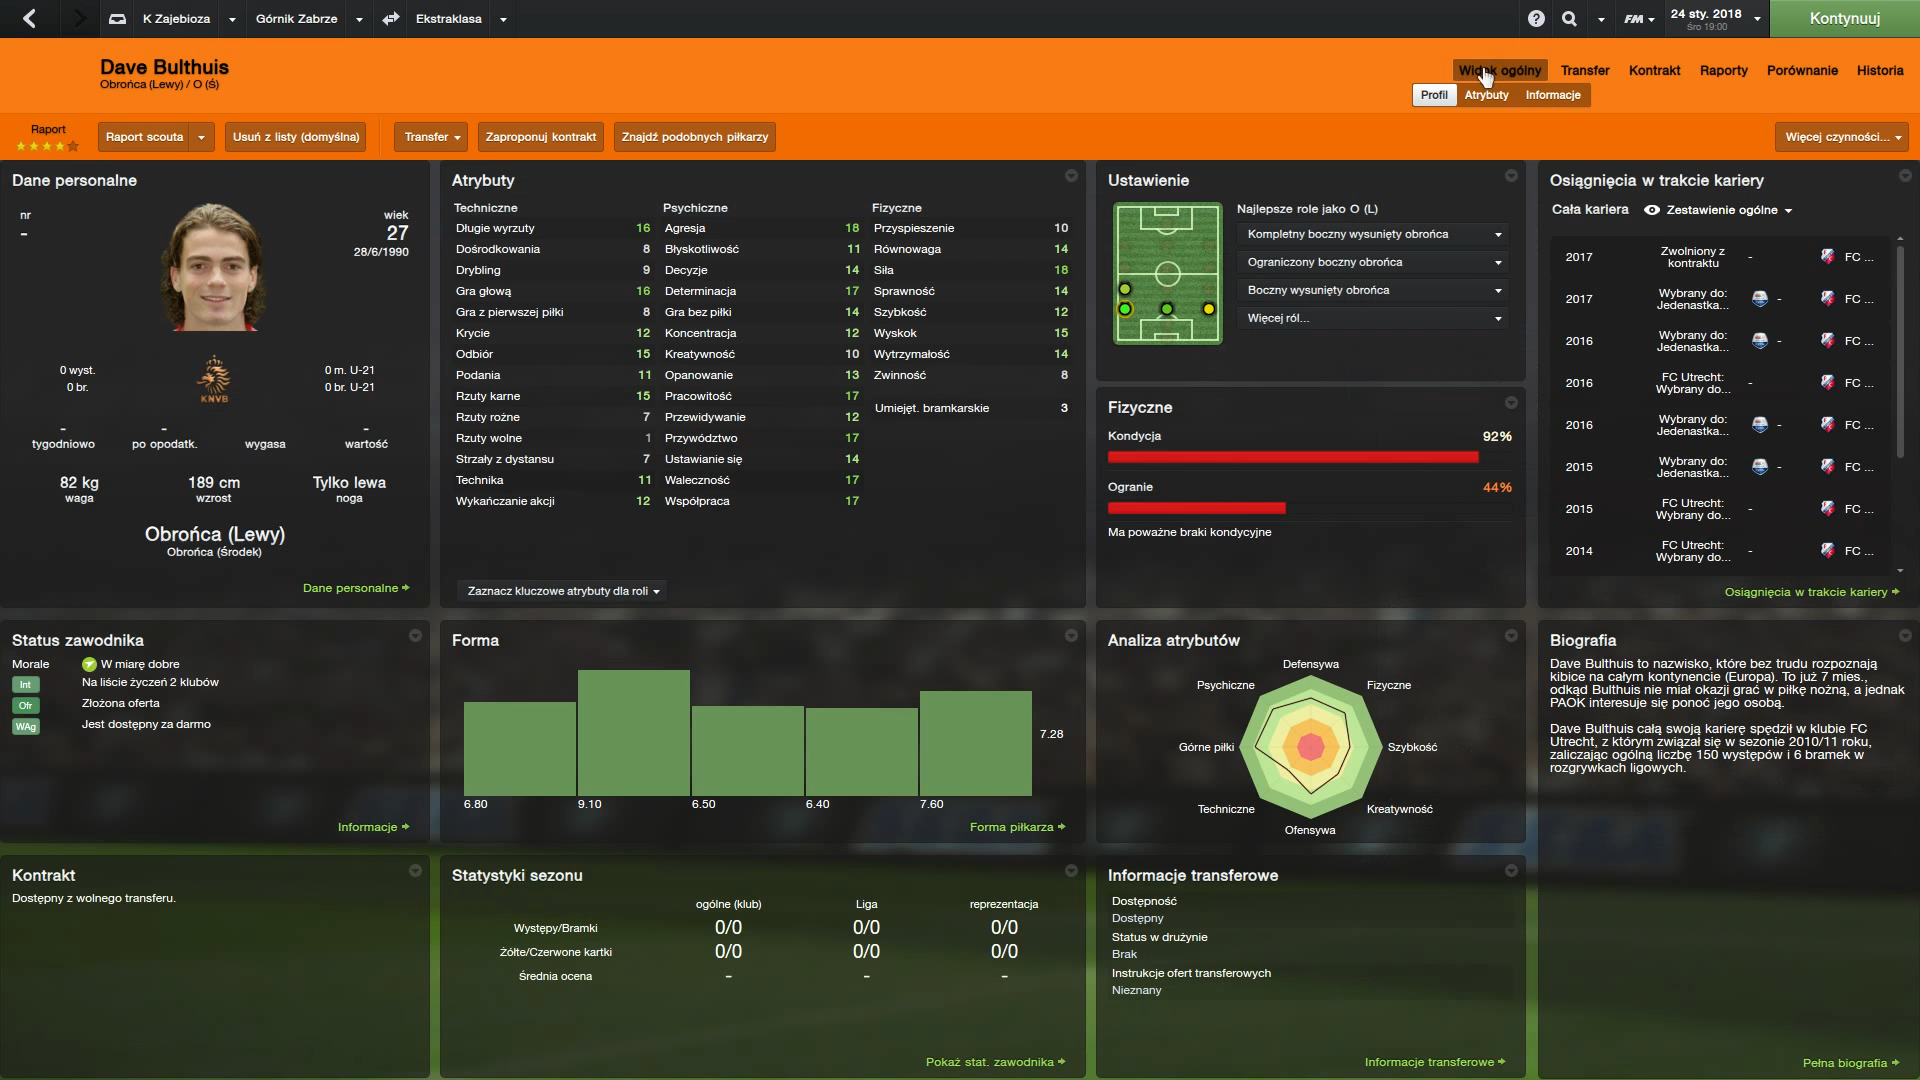 K Zajebioza
Górnik Zabrze
Ekstraklasa
FM
24 sty. 2018
Śro 19:00
Kontynuuj
Dave Bulthuis
Obrońca (Lewy) / O (Ś)
Widok ogólny
Transfer
Kontrakt
Raporty
Porównanie
Historia
Profil
Atrybuty
Informacje
Raport
Raport scouta
Usuń z listy (domyślna)
Transfer
Zaproponuj kontrakt
Znajdź podobnych piłkarzy
Więcej czynności...
Dane personalne
nr
-
wiek
27
28/6/1990
0 wyst.
0 br.
KNVB
0 m. U-21
0 br. U-21
- tygodniowo
- po opodatk.
wygasa
- wartość
82 kg
waga
189 cm
wzrost
Tylko lewa
noga
Obrońca (Lewy)
Obrońca (Środek)
Dane personalne
Atrybuty
Techniczne
Długie wyrzuty 16
Dośrodkowania 8
Drybling 9
Gra głową 16
Gra z pierwszej piłki 8
Krycie 12
Odbiór 15
Podania 11
Rzuty karne 15
Rzuty rożne 7
Rzuty wolne 1
Strzały z dystansu 7
Technika 11
Wykańczanie akcji 12
Psychiczne
Agresja 18
Błyskotliwość 11
Decyzje 14
Determinacja 17
Gra bez piłki 14
Koncentracja 12
Kreatywność 10
Opanowanie 13
Pracowitość 17
Przewidywanie 12
Przywództwo 17
Ustawianie się 14
Waleczność 17
Współpraca 17
Fizyczne
Przyspieszenie 10
Równowaga 14
Siła 18
Sprawność 14
Szybkość 12
Wyskok 15
Wytrzymałość 14
Zwinność 8
Umiejęt. bramkarskie 3
Zaznacz kluczowe atrybuty dla roli
Ustawienie
Najlepsze role jako O (L)
Kompletny boczny wysunięty obrońca
Ograniczony boczny obrońca
Boczny wysunięty obrońca
Więcej ról...
Fizyczne
Kondycja 92%
Ogranie 44%
Ma poważne braki kondycyjne
Osiągnięcia w trakcie kariery
Cała kariera
Zestawienie ogólne
2017 Zwolniony z kontraktu - FC ...
2017 Wybrany do: Jedenastka... - FC ...
2016 Wybrany do: Jedenastka... - FC ...
2016 FC Utrecht: Wybrany do... - FC ...
2016 Wybrany do: Jedenastka... - FC ...
2015 Wybrany do: Jedenastka... - FC ...
2015 FC Utrecht: Wybrany do... - FC ...
2014 FC Utrecht: Wybrany do... - FC ...
Osiągnięcia w trakcie kariery
Status zawodnika
Morale W miarę dobre
Int Na liście życzeń 2 klubów
Ofr Złożona oferta
WAg Jest dostępny za darmo
Informacje
Forma
7.28
6.80 9.10 6.50 6.40 7.60
Forma piłkarza
Analiza atrybutów
Defensywa
Psychiczne
Fizyczne
Górne piłki
Szybkość
Techniczne
Kreatywność
Ofensywa
Biografia
Dave Bulthuis to nazwisko, które bez trudu rozpoznają
kibice na całym kontynencie (Europa). To już 7 mies.,
odkąd Bulthuis nie miał okazji grać w piłkę nożną, a jednak
PAOK interesuje się ponoć jego osobą.
Dave Bulthuis całą swoją karierę spędził w klubie FC
Utrecht, z którym związał się w sezonie 2010/11 roku,
zaliczając ogólną liczbę 150 występów i 6 bramek w
rozgrywkach ligowych.
Pełna biografia
Kontrakt
Dostępny z wolnego transferu.
Statystyki sezonu
ogólne (klub) Liga reprezentacja
Występy/Bramki 0/0 0/0 0/0
Żółte/Czerwone kartki 0/0 0/0 0/0
Średnia ocena - - -
Pokaż stat. zawodnika
Informacje transferowe
Dostępność
Dostępny
Status w drużynie
Brak
Instrukcje ofert transferowych
Nieznany
Informacje transferowe